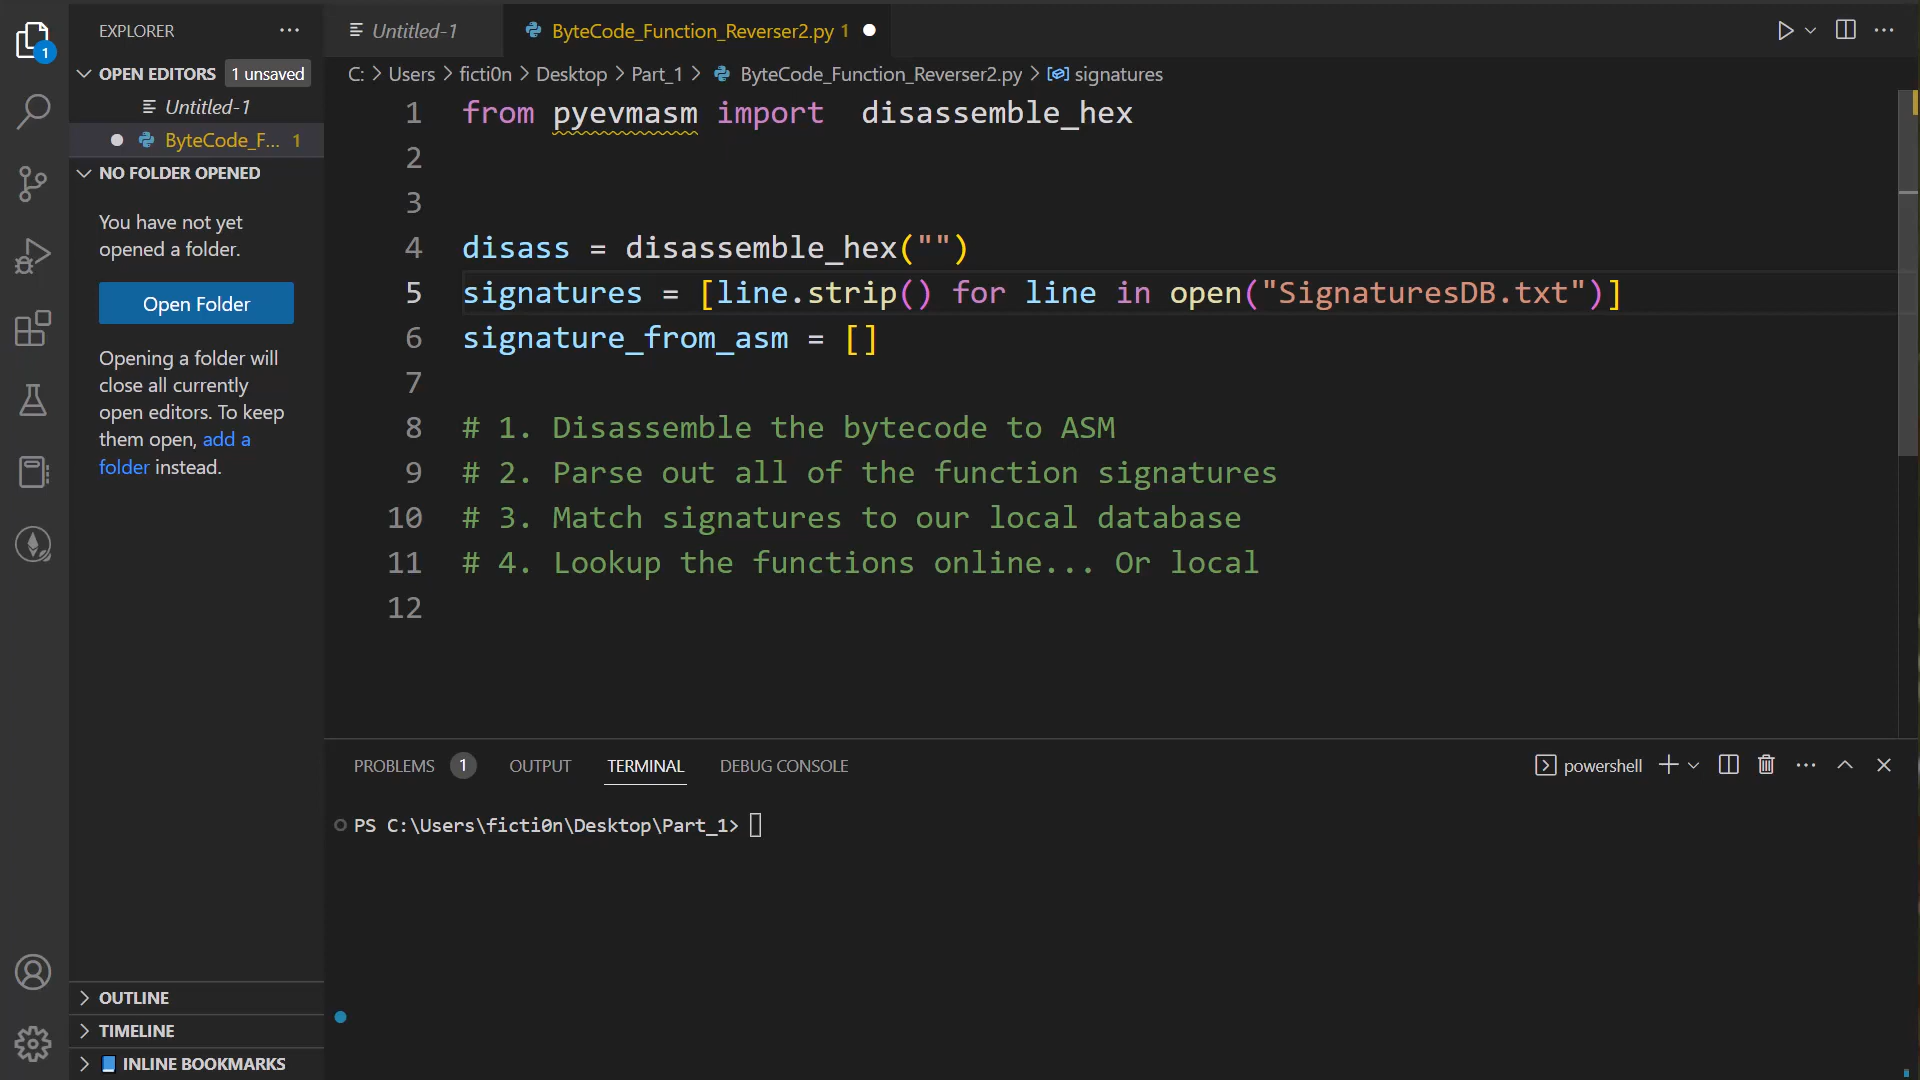 EXPLORER
OPEN EDITORS 1 unsaved
Untitled-1
ByteCode_F... 1
NO FOLDER OPENED
You have not yet
opened a folder.
Open Folder
Opening a folder will
close all currently
open editors. To keep
them open, add a
folder instead.
OUTLINE
TIMELINE
INLINE BOOKMARKS
1
Untitled-1 ByteCode_Function_Reverser2.py 1
C: > Users > ficti0n > Desktop > Part_1 > ByteCode_Function_Reverser2.py > signatures
1 from pyevmasm import  disassemble_hex
2
3
4 disass = disassemble_hex("")
5 signatures = [line.strip() for line in open("SignaturesDB.txt")]
6 signature_from_asm = []
7
8 # 1. Disassemble the bytecode to ASM
9 # 2. Parse out all of the function signatures
10 # 3. Match signatures to our local database
11 # 4. Lookup the functions online... Or local
12
PROBLEMS 1 OUTPUT TERMINAL DEBUG CONSOLE powershell
PS C:\Users\ficti0n\Desktop\Part_1>